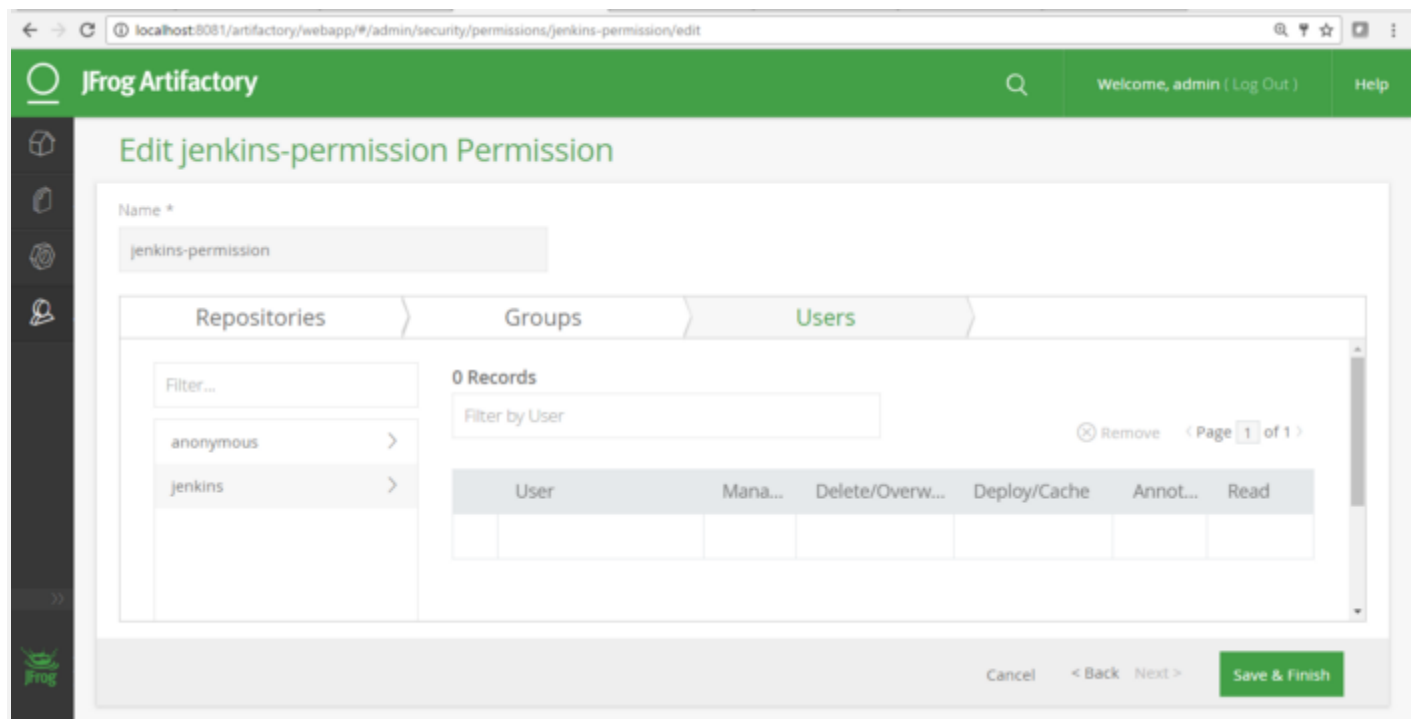 localhost:8081/artifactory/webapp/#/admin/security/permissions/jenkins-permission/edit
JFrog Artifactory
Welcome, admin ( Log Out )
Help
Edit jenkins-permission Permission
Name *
jenkins-permission
Repositories
Groups
Users
Filter...
anonymous
jenkins
0 Records
Filter by User
Remove
< Page 1 of 1 >
User
Mana...
Delete/Overw...
Deploy/Cache
Annot...
Read
JFrog
Cancel
< Back
Next >
Save & Finish